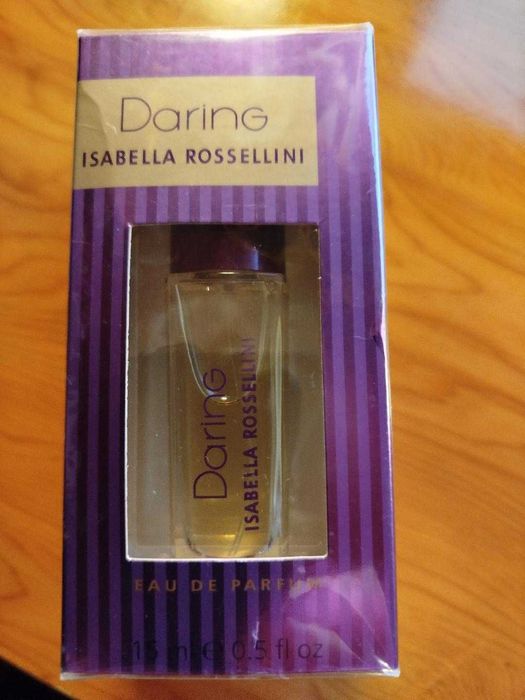 Daring
ISABELLA ROSSELLINI
Daring
ISABELLA ROSSELLINI
EAU DE PARFUM
15 ml e 0.5 fl oz